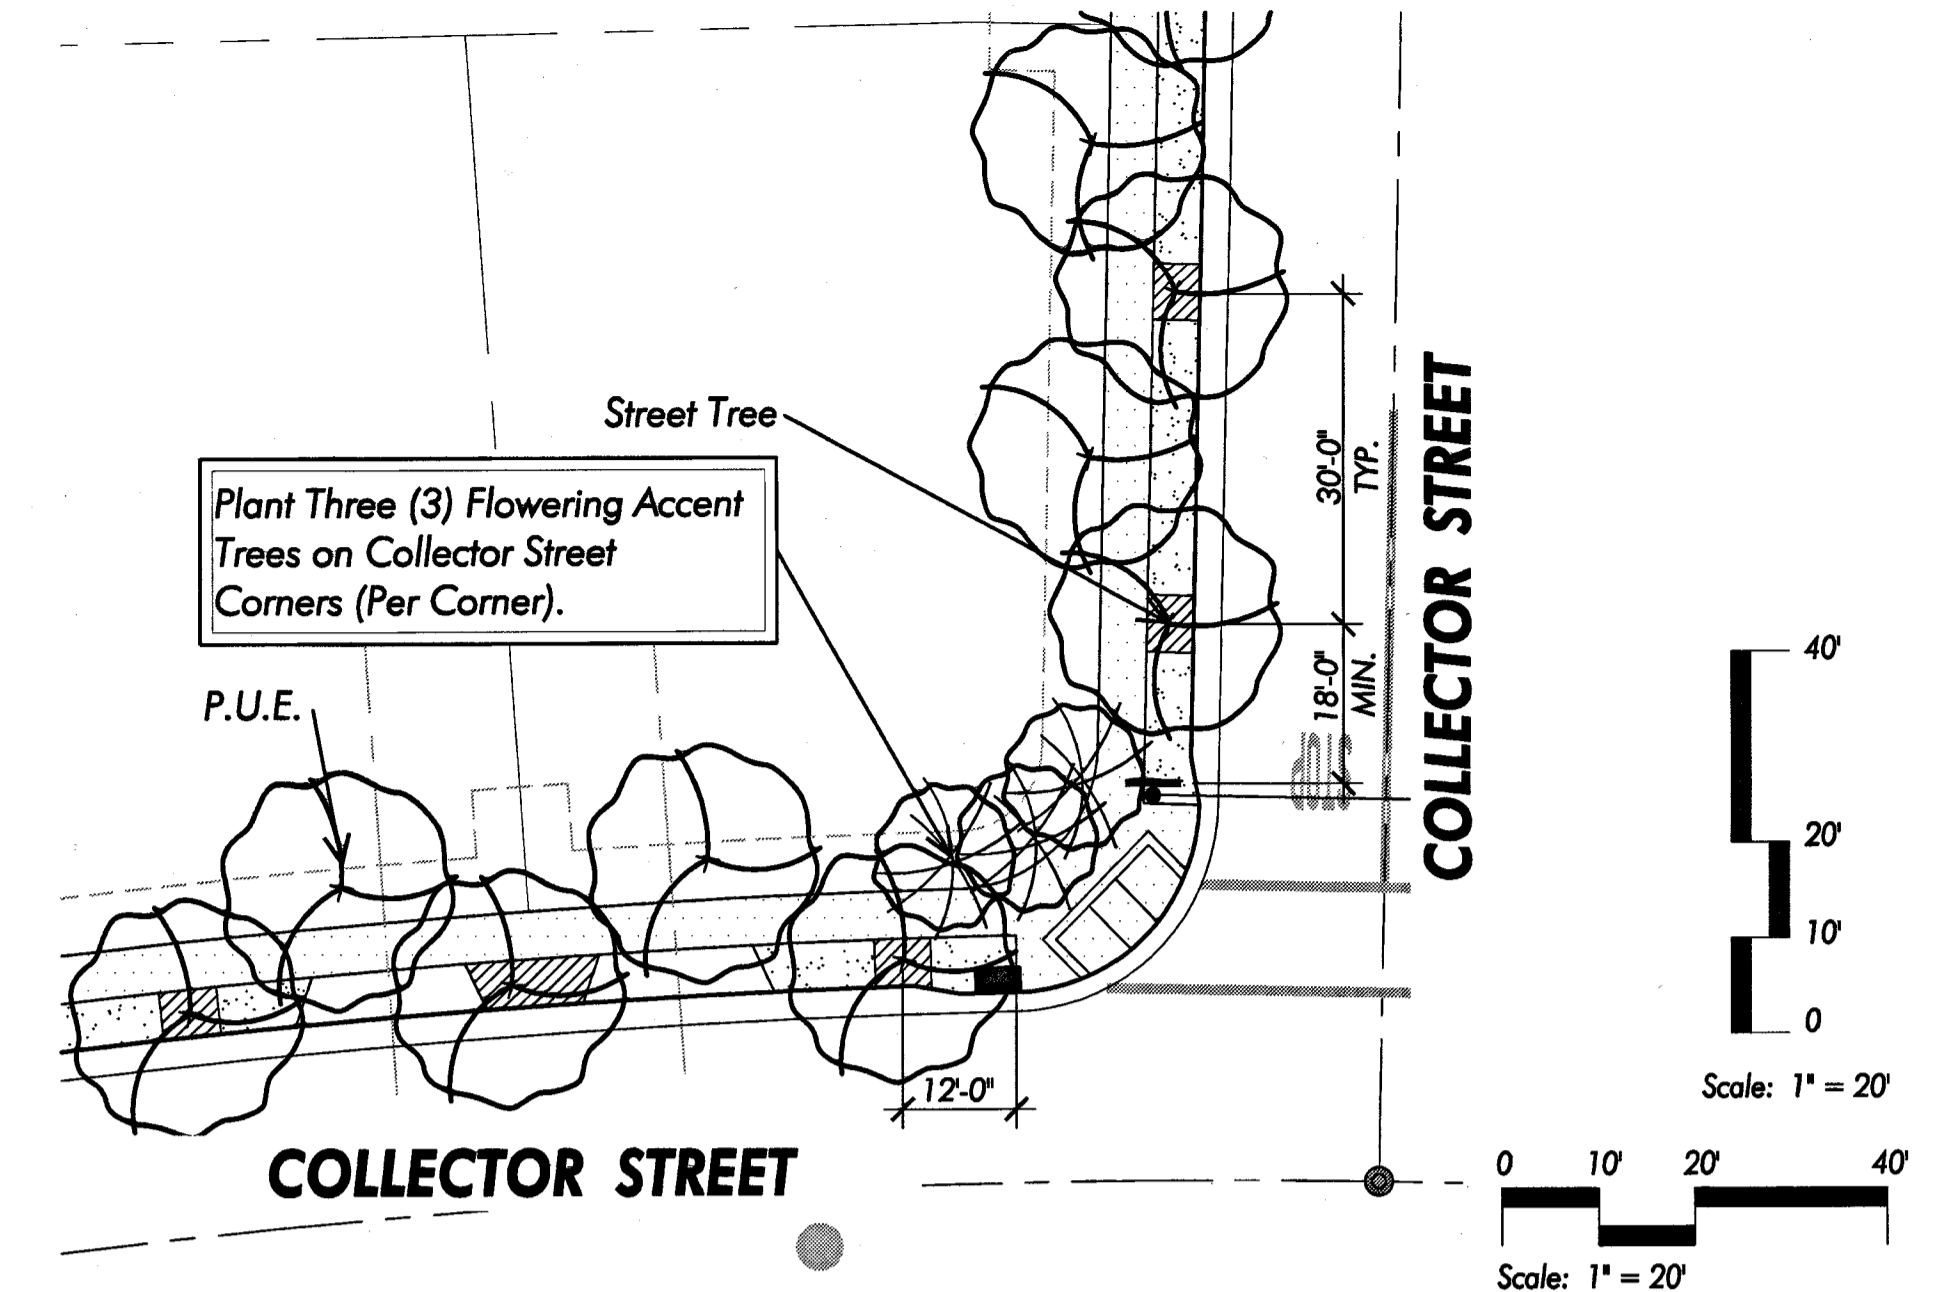 Street Tree
Plant Three (3) Flowering Accent
Trees on Collector Street
Corners (Per Corner).
P.U.E.
30'-0"
TYP.
18'-0"
MIN.
COLLECTOR STREET
12'-0"
COLLECTOR STREET
40'
20'
10'
0
Scale: 1" = 20'
0 10' 20' 40'
Scale: 1" = 20'